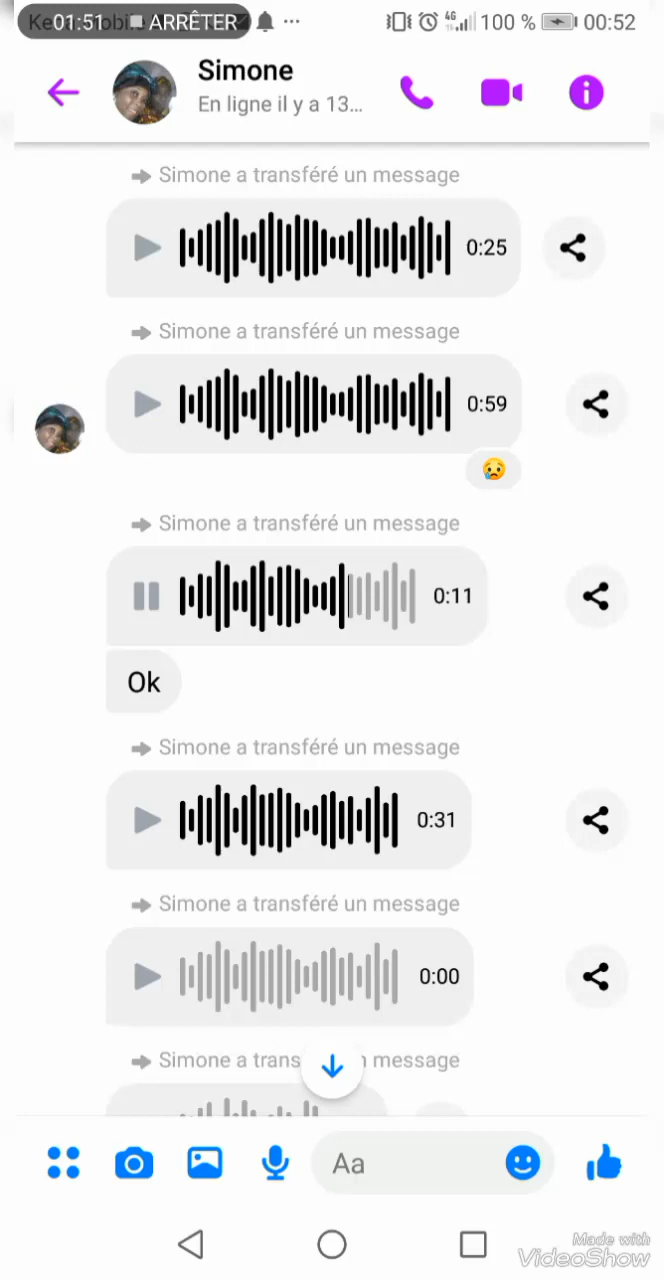 01:51 ARRÊTER ... 4G 100 % 00:52
Simone
En ligne il y a 13...
Simone a transféré un message
0:25
Simone a transféré un message
0:59
Simone a transféré un message
0:11
Ok
Simone a transféré un message
0:31
Simone a transféré un message
0:00
Simone a trans message
Aa
Made with
VideoShow